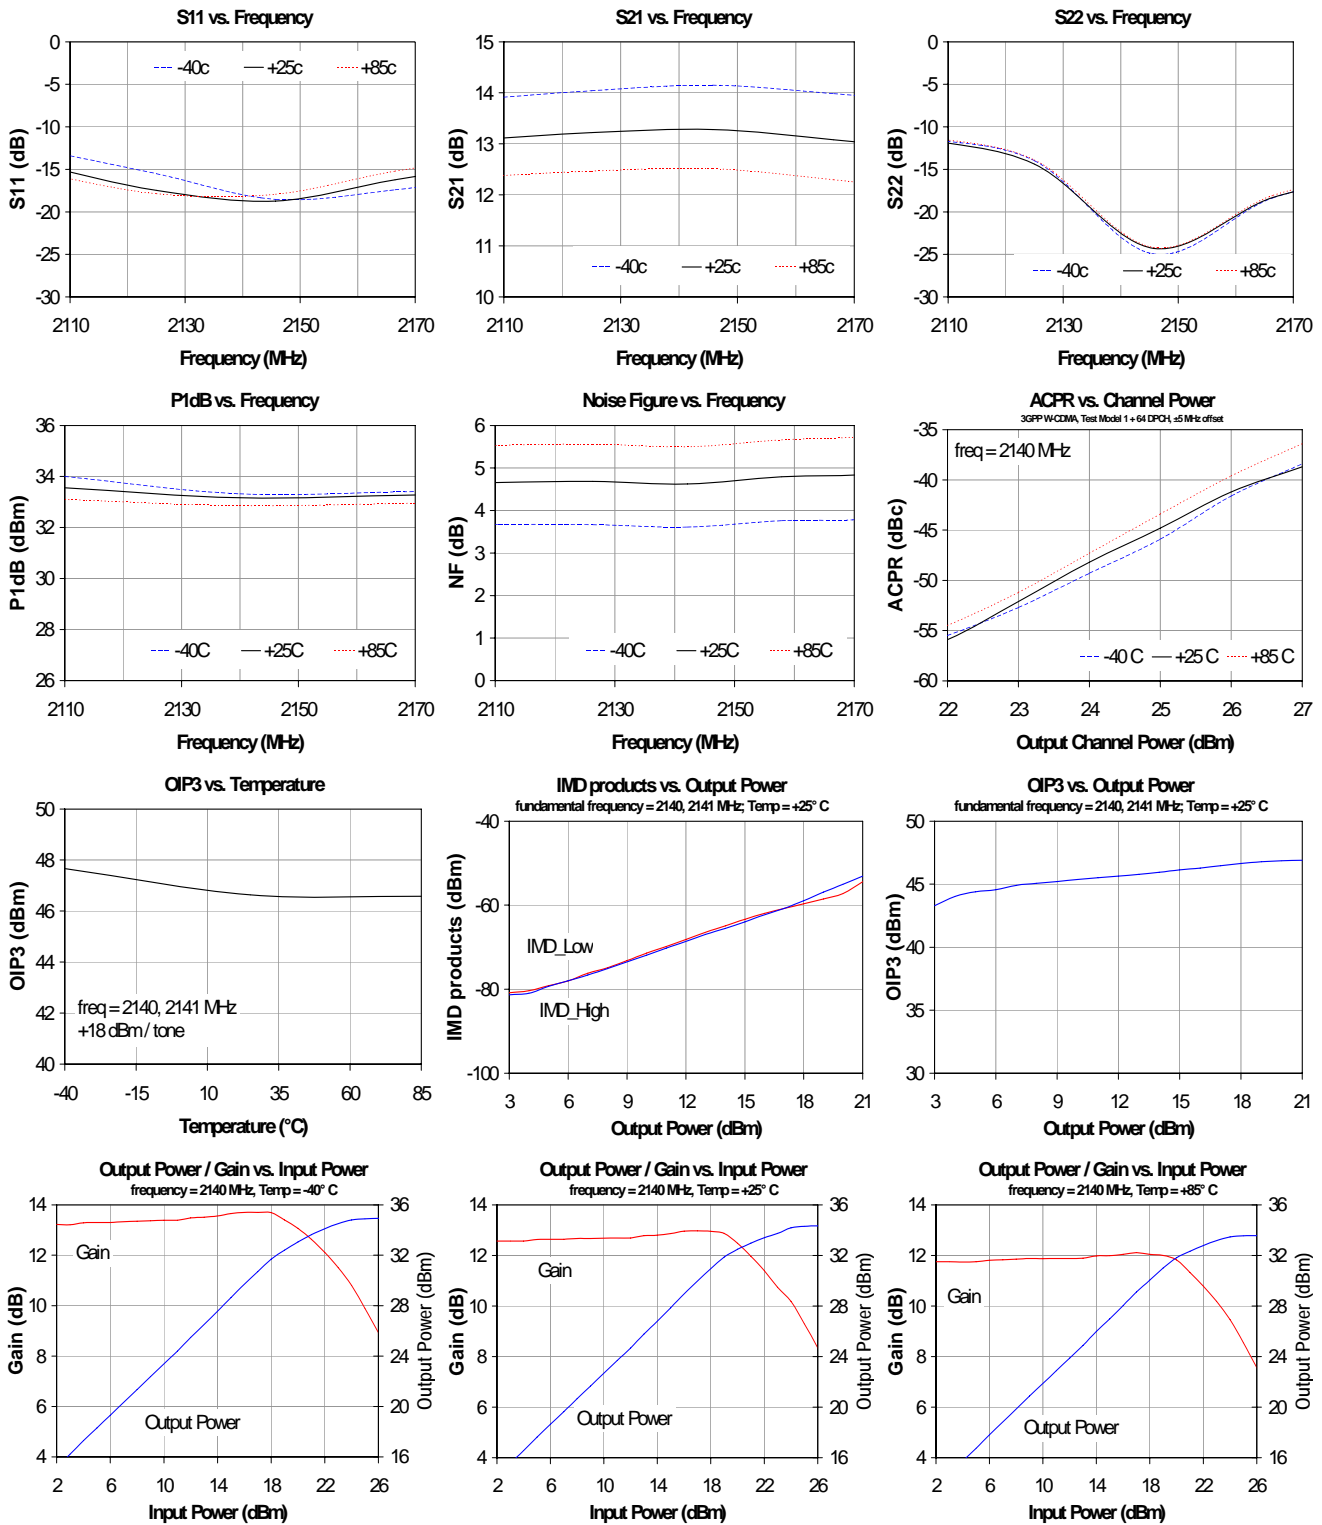 S11 vs. Frequency
0
-5
-10
-15
-20
-25
-30
S11 (dB)
-40c +25c +85c
2110 2130 2150 2170
Frequency (MHz)
S21 vs. Frequency
15
14
13
12
11
10
S21 (dB)
-40c +25c +85c
2110 2130 2150 2170
Frequency (MHz)
S22 vs. Frequency
0
-5
-10
-15
-20
-25
-30
S22 (dB)
-40c +25c +85c
2110 2130 2150 2170
Frequency (MHz)
P1dB vs. Frequency
36
34
32
30
28
26
P1dB (dBm)
-40C +25C +85C
2110 2130 2150 2170
Frequency (MHz)
Noise Figure vs. Frequency
6
5
4
3
2
1
0
NF (dB)
-40C +25C +85C
2110 2130 2150 2170
Frequency (MHz)
ACPR vs. Channel Power
3GPP W-CDMA, Test Model 1 + 64 DPCH, ±5 MHz offset
-35
-40
-45
-50
-55
-60
ACPR (dBc)
freq = 2140 MHz
-40 C +25 C +85 C
22 23 24 25 26 27
Output Channel Power (dBm)
OIP3 vs. Temperature
50
48
46
44
42
40
OIP3 (dBm)
freq = 2140, 2141 MHz
+18 dBm / tone
-40 -15 10 35 60 85
Temperature (°C)
IMD products vs. Output Power
fundamental frequency = 2140, 2141 MHz; Temp = +25° C
-40
-60
-80
-100
IMD products (dBm)
IMD_Low
IMD_High
3 6 9 12 15 18 21
Output Power (dBm)
OIP3 vs. Output Power
fundamental frequency = 2140, 2141 MHz; Temp = +25° C
50
45
40
35
30
OIP3 (dBm)
3 6 9 12 15 18 21
Output Power (dBm)
Output Power / Gain vs. Input Power
frequency = 2140 MHz, Temp = -40° C
14
12
10
8
6
4
Gain (dB)
Gain
Output Power
36
32
28
24
20
16
Output Power (dBm)
2 6 10 14 18 22 26
Input Power (dBm)
Output Power / Gain vs. Input Power
frequency = 2140 MHz, Temp = +25° C
14
12
10
8
6
4
Gain (dB)
Gain
Output Power
36
32
28
24
20
16
Output Power (dBm)
2 6 10 14 18 22 26
Input Power (dBm)
Output Power / Gain vs. Input Power
frequency = 2140 MHz, Temp = +85° C
14
12
10
8
6
4
Gain (dB)
Gain
Output Power
36
32
28
24
20
16
Output Power (dBm)
2 6 10 14 18 22 26
Input Power (dBm)